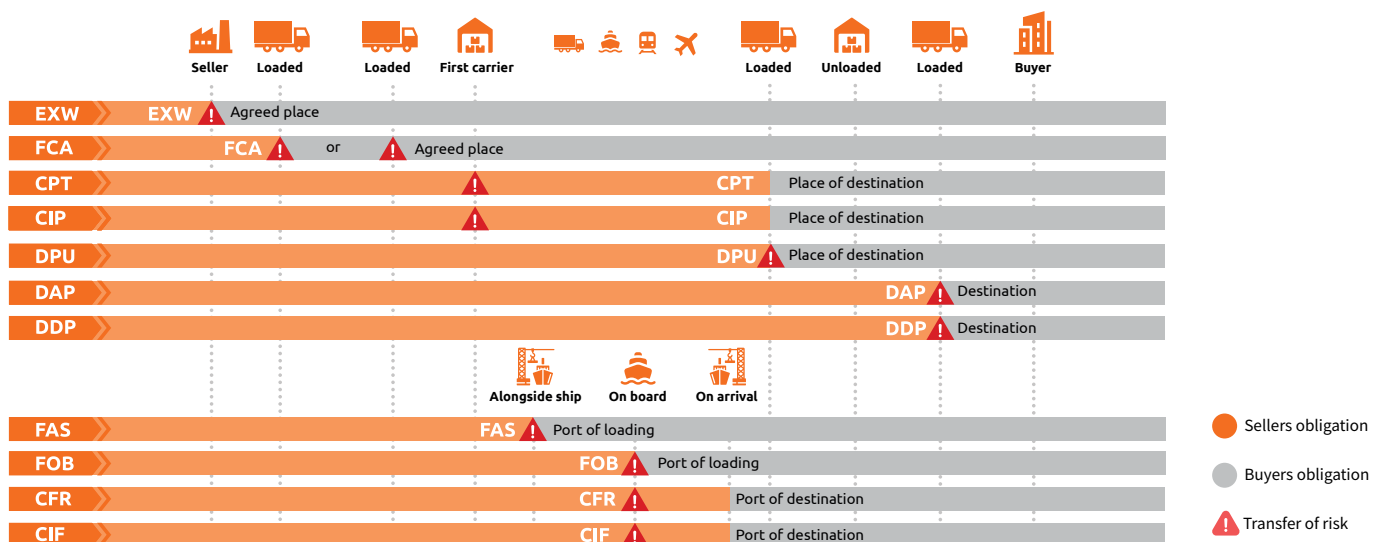 Seller Loaded Loaded First carrier Loaded Unloaded Loaded Buyer
EXW EXW ! Agreed place
FCA FCA ! or ! Agreed place
CPT ! CPT Place of destination
CIP ! CIP Place of destination
DPU DPU ! Place of destination
DAP DAP ! Destination
DDP DDP ! Destination
Alongside ship On board On arrival
FAS FAS ! Port of loading
FOB FOB ! Port of loading
CFR CFR ! Port of destination
CIF CIF ! Port of destination
Sellers obligation
Buyers obligation
! Transfer of risk